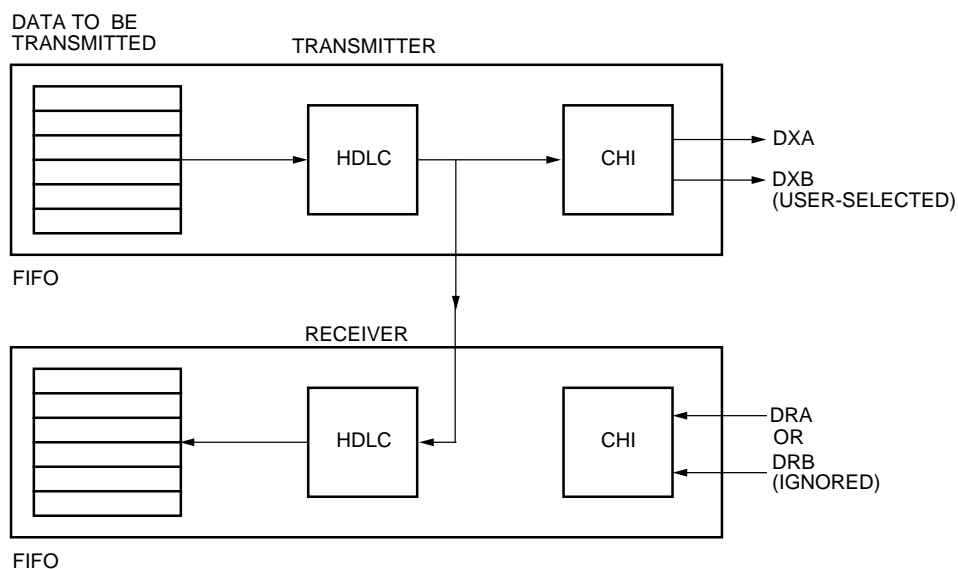 DATA TO BE
TRANSMITTED
TRANSMITTER
HDLC
CHI
DXA
DXB
(USER-SELECTED)
FIFO
RECEIVER
HDLC
CHI
DRA
OR
DRB
(IGNORED)
FIFO